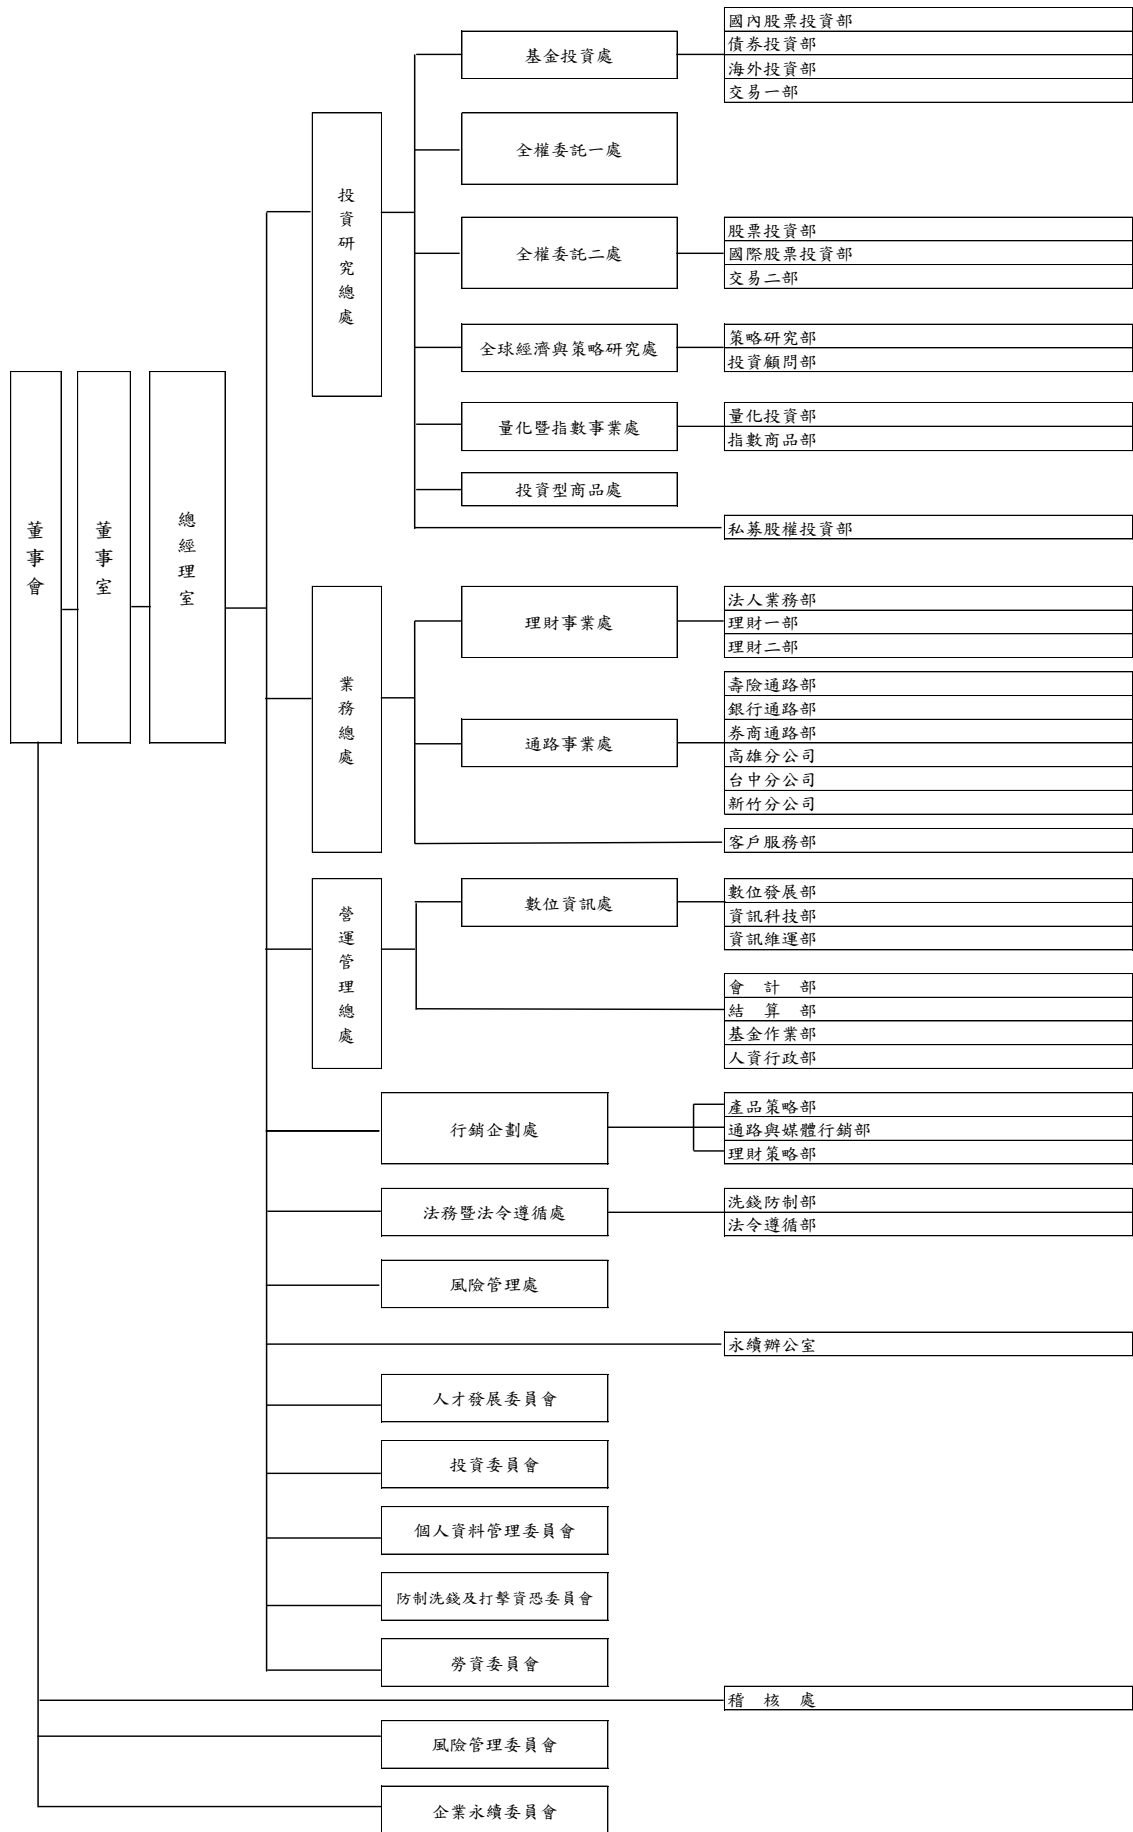 董事會
董事室
總經理室
投資研究總處
基金投資處
國內股票投資部
債券投資部
海外投資部
交易一部
全權委託一處
全權委託二處
股票投資部
國際股票投資部
交易二部
全球經濟與策略研究處
策略研究部
投資顧問部
量化暨指數事業處
量化投資部
指數商品部
投資型商品處
私募股權投資部
業務總處
理財事業處
法人業務部
理財一部
理財二部
通路事業處
壽險通路部
銀行通路部
券商通路部
高雄分公司
台中分公司
新竹分公司
客戶服務部
營運管理總處
數位資訊處
數位發展部
資訊科技部
資訊維運部
會 計 部
結 算 部
基金作業部
人資行政部
行銷企劃處
產品策略部
通路與媒體行銷部
理財策略部
法務暨法令遵循處
洗錢防制部
法令遵循部
風險管理處
永續辦公室
人才發展委員會
投資委員會
個人資料管理委員會
防制洗錢及打擊資恐委員會
勞資委員會
稽 核 處
風險管理委員會
企業永續委員會